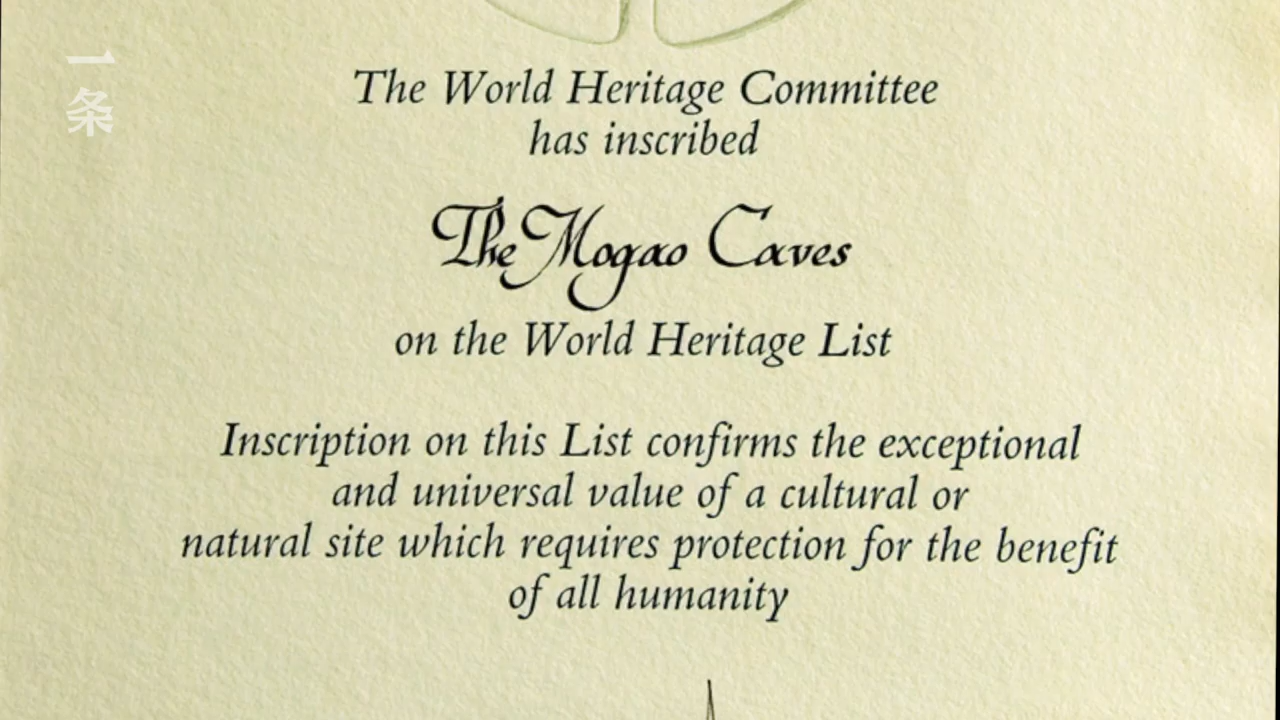 一条
The World Heritage Committee
has inscribed
The Mogao Caves
on the World Heritage List
Inscription on this List confirms the exceptional
and universal value of a cultural or
natural site which requires protection for the benefit
of all humanity